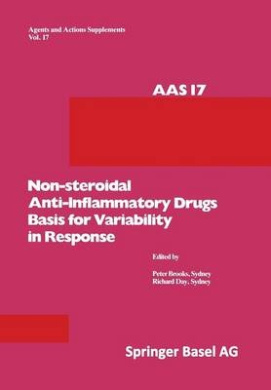 Agents and Actions Supplements
Vol. 17
AAS 17
Non-steroidal
Anti-Inflammatory Drugs
Basis for Variability
in Response
Edited by
Peter Brooks, Sydney
Richard Day, Sydney
Springer Basel AG